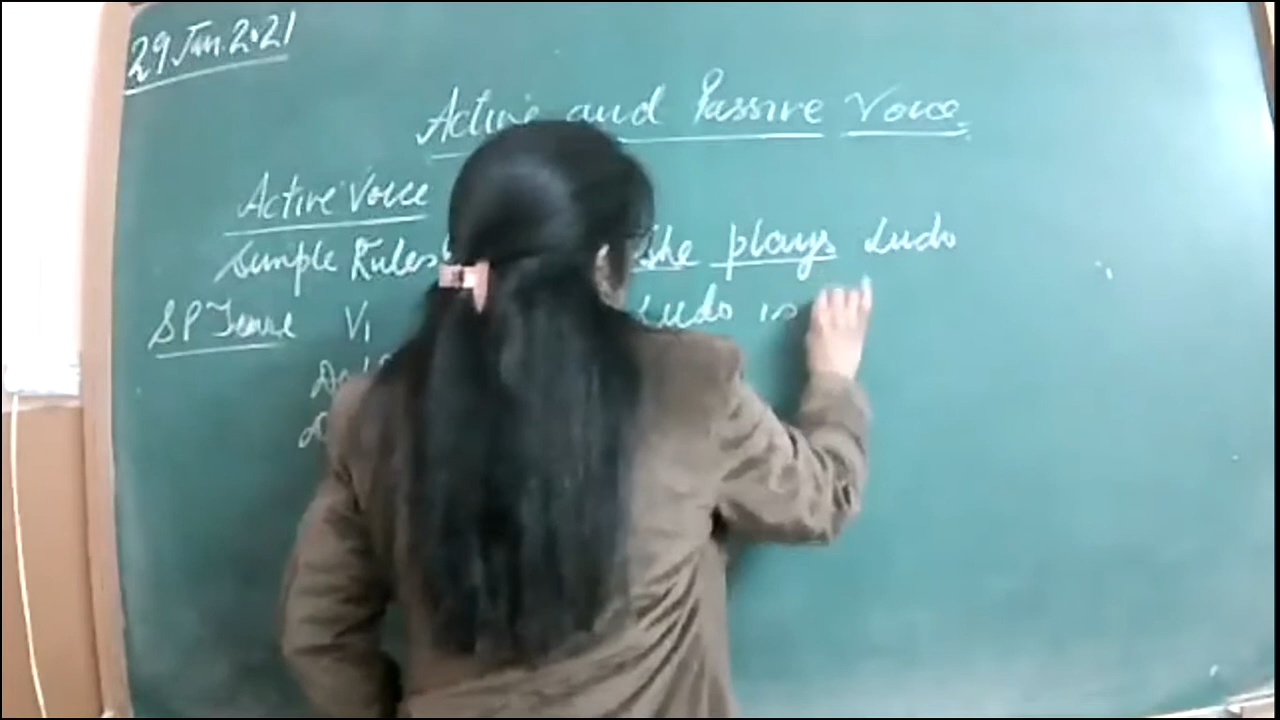 29 Jan. 2021
Active and Passive Voice
Active Voice
Simple Rules
She plays Ludo
SP Tense V1
Ludo is